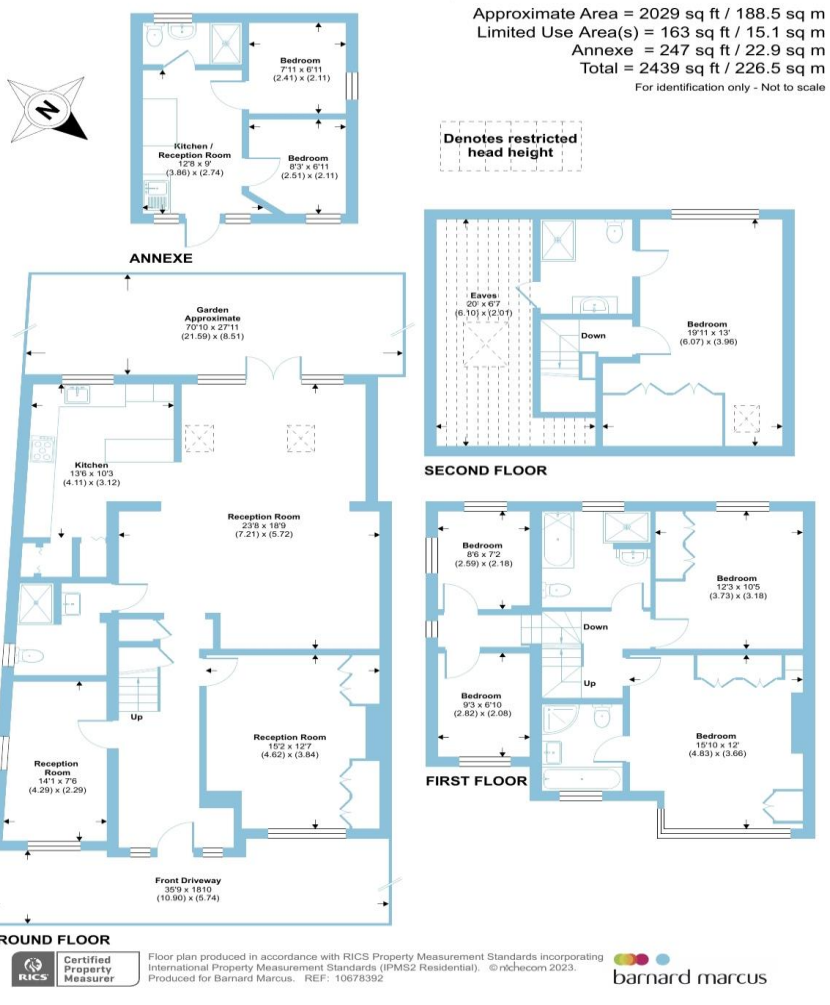 Approximate Area = 2029 sq ft / 188.5 sq m
Limited Use Area(s) = 163 sq ft / 15.1 sq m
Annexe = 247 sq ft / 22.9 sq m
Total = 2439 sq ft / 226.5 sq m
For identification only - Not to scale
N
Denotes restricted
head height
Bedroom
7'11 x 6'11
(2.41) x (2.11)
Kitchen /
Reception Room
12'8 x 9'
(3.86) x (2.74)
Bedroom
8'3' x 6'11
(2.51) x (2.11)
ANNEXE
Garden
Approximate
70'10 x 27'11
(21.59) x (8.51)
Kitchen
13'6 x 10'3
(4.11) x (3.12)
Reception Room
23'8 x 18'9
(7.21) x (5.72)
Up
Reception
Room
14'1 x 7'6
(4.29) x (2.29)
Reception Room
15'2 x 12'7
(4.62) x (3.84)
Front Driveway
35'9 x 1810
(10.90) x (5.74)
ROUND FLOOR
Eaves
20' x 6'7
(6.10) x (2.01)
Down
Bedroom
19'11 x 13'
(6.07) x (3.96)
SECOND FLOOR
Bedroom
8'6 x 7'2
(2.59) x (2.18)
Bedroom
12'3 x 10'5
(3.73) x (3.18)
Down
Up
Bedroom
9'3 x 6'10
(2.82) x (2.08)
Bedroom
15'10 x 12'
(4.83) x (3.66)
FIRST FLOOR
RICS
Certified
Property
Measurer
Floor plan produced in accordance with RICS Property Measurement Standards incorporating
International Property Measurement Standards (IPMS2 Residential). © nichecom 2023.
Produced for Barnard Marcus. REF: 10678392
barnard marcus